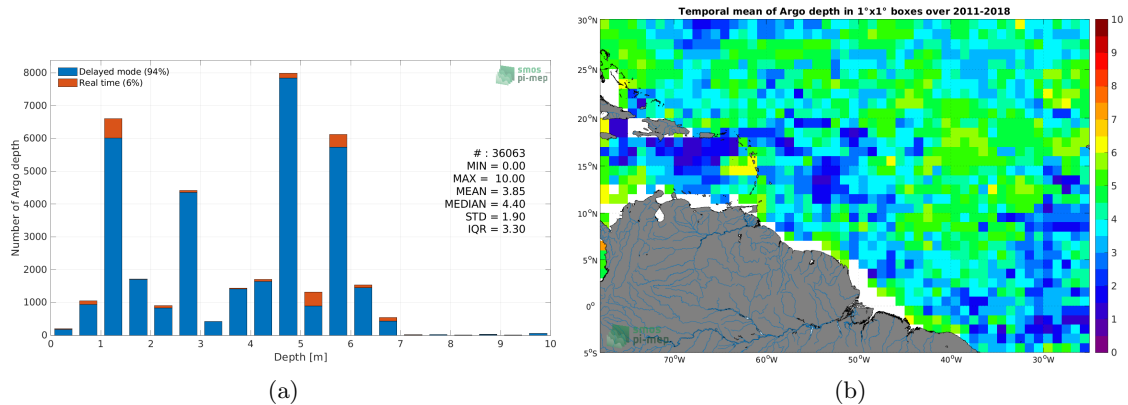 Delayed mode (94%)
Real time (6%)
smos
pi-mep
# : 36063
MIN = 0.00
MAX = 10.00
MEAN = 3.85
MEDIAN = 4.40
STD = 1.90
IQR = 3.30
Number of Argo depth
8000
7000
6000
5000
4000
3000
2000
1000
0
0 1 2 3 4 5 6 7 8 9 10
Depth [m]
(a)
Temporal mean of Argo depth in 1°x1° boxes over 2011-2018
30°N
25°N
20°N
15°N
10°N
5°N
0°
5°S
70°W 60°W 50°W 40°W 30°W
smos
pi-mep
10
9
8
7
6
5
4
3
2
1
0
(b)